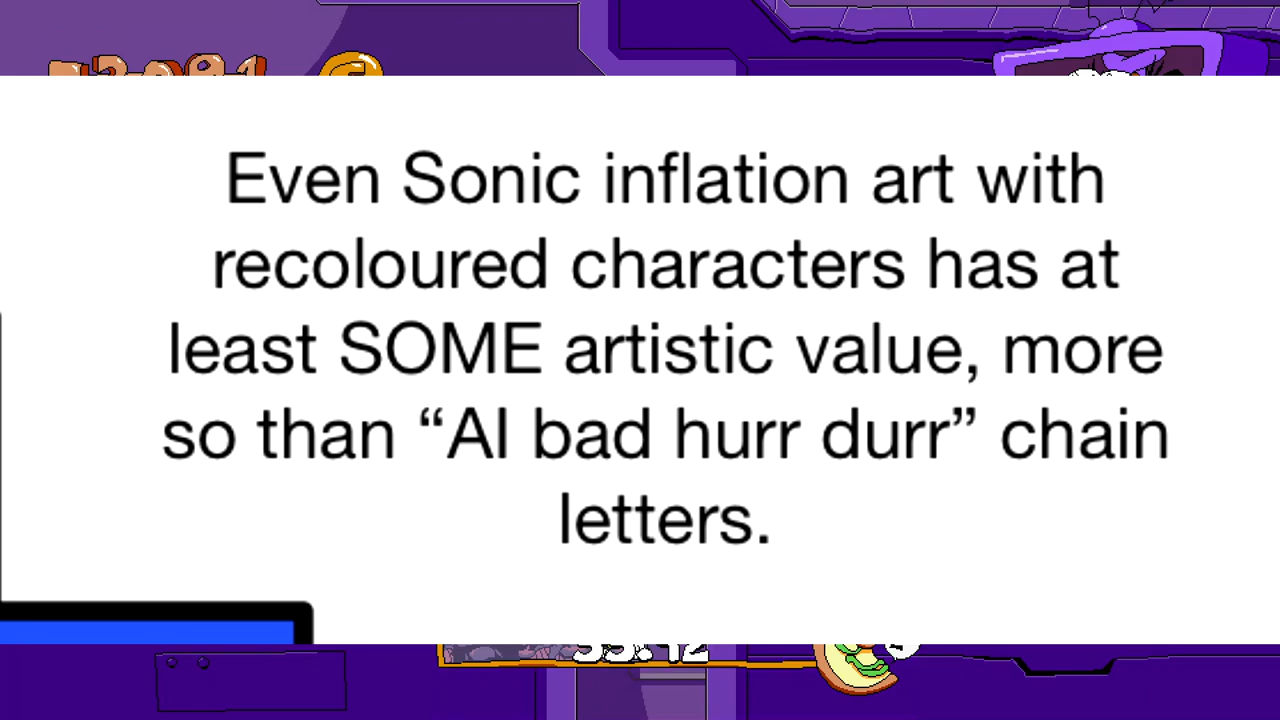 Even Sonic inflation art with
recoloured characters has at
least SOME artistic value, more
so than “AI bad hurr durr” chain
letters.